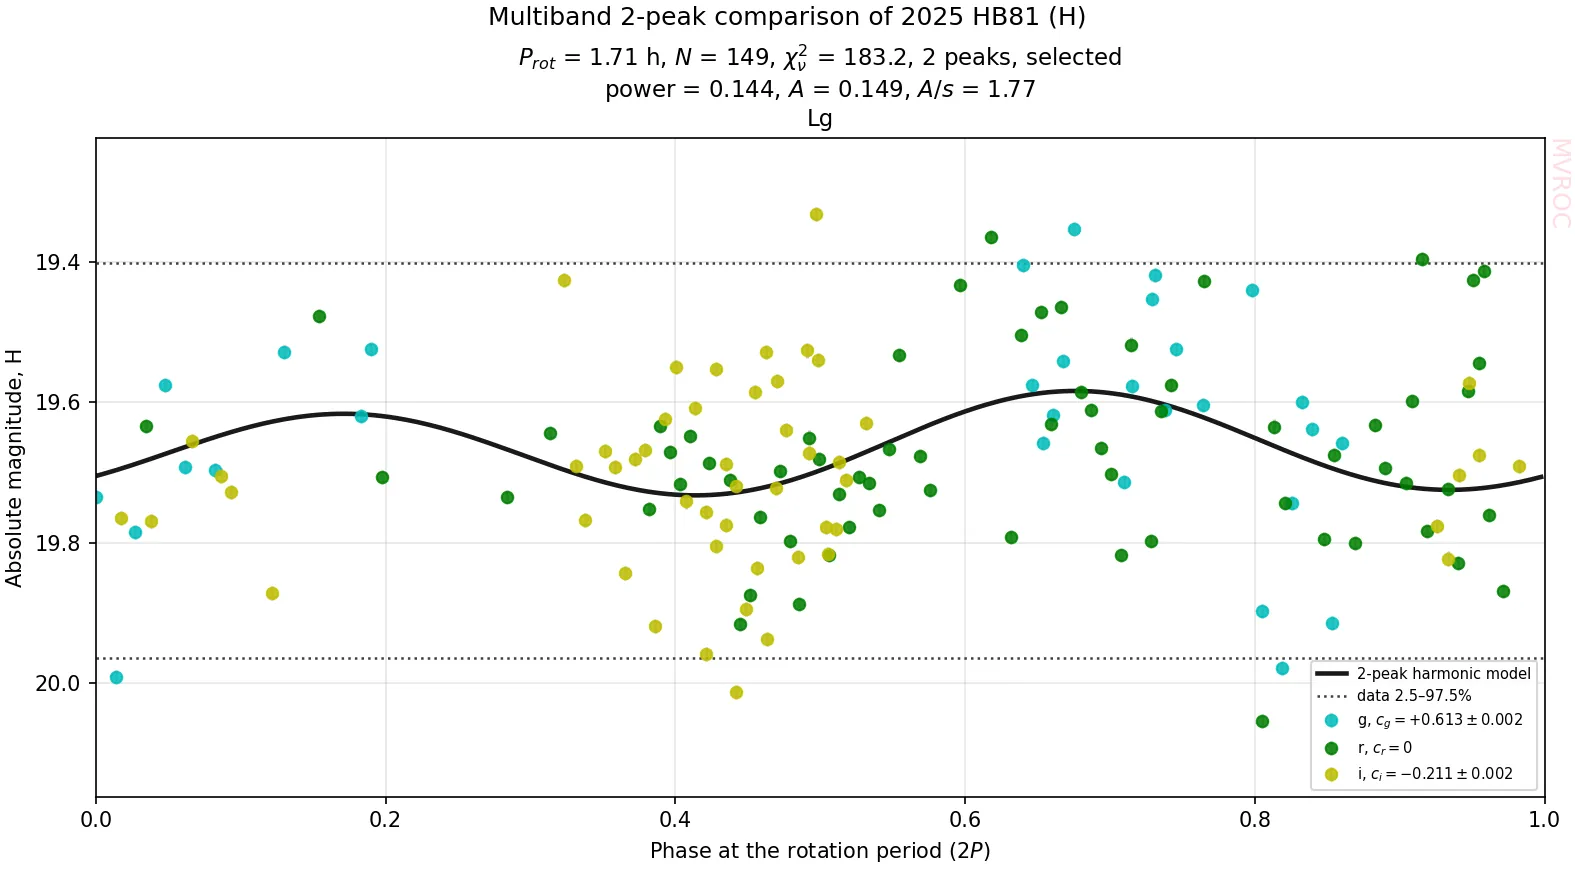 Multiband 2-peak comparison of 2025 HB81 (H)
P_rot = 1.71 h, N = 149, χ²_ν = 183.2, 2 peaks, selected
power = 0.144, A = 0.149, A/s = 1.77
Lg
MVROC
19.4
19.6
19.8
20.0
Absolute magnitude, H
2-peak harmonic model
data 2.5–97.5%
g, c_g = +0.613 ± 0.002
r, c_r = 0
i, c_i = −0.211 ± 0.002
0.0 0.2 0.4 0.6 0.8 1.0
Phase at the rotation period (2P)